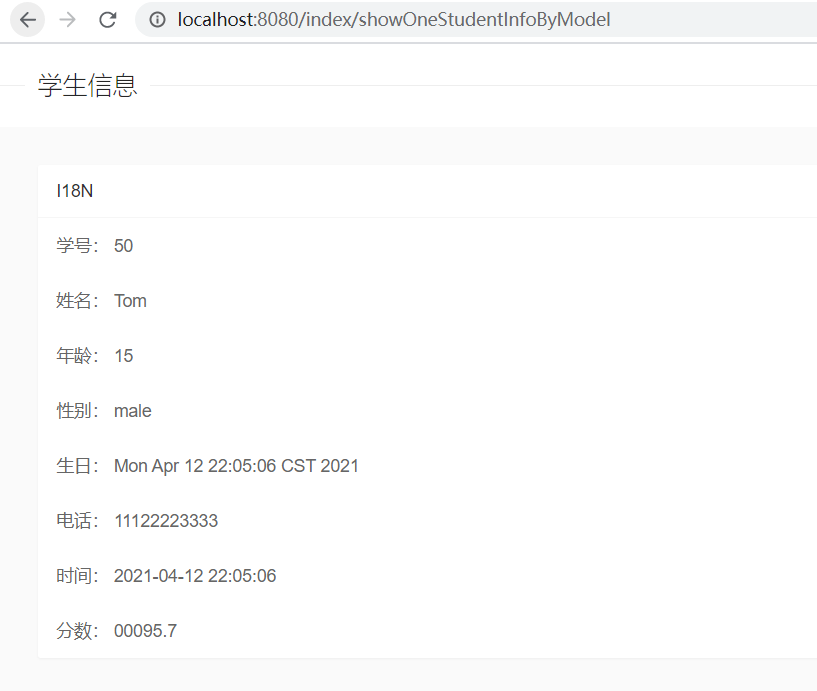 localhost:8080/index/showOneStudentInfoByModel
学生信息
I18N
学号： 50
姓名： Tom
年龄： 15
性别： male
生日： Mon Apr 12 22:05:06 CST 2021
电话： 11122223333
时间： 2021-04-12 22:05:06
分数： 00095.7